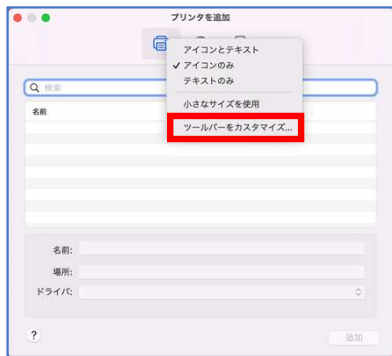 プリンタを追加
アイコンとテキスト
✓ アイコンのみ
テキストのみ
小さなサイズを使用
ツールバーをカスタマイズ...
検索
名前
名前:
場所:
ドライバ:
?
追加